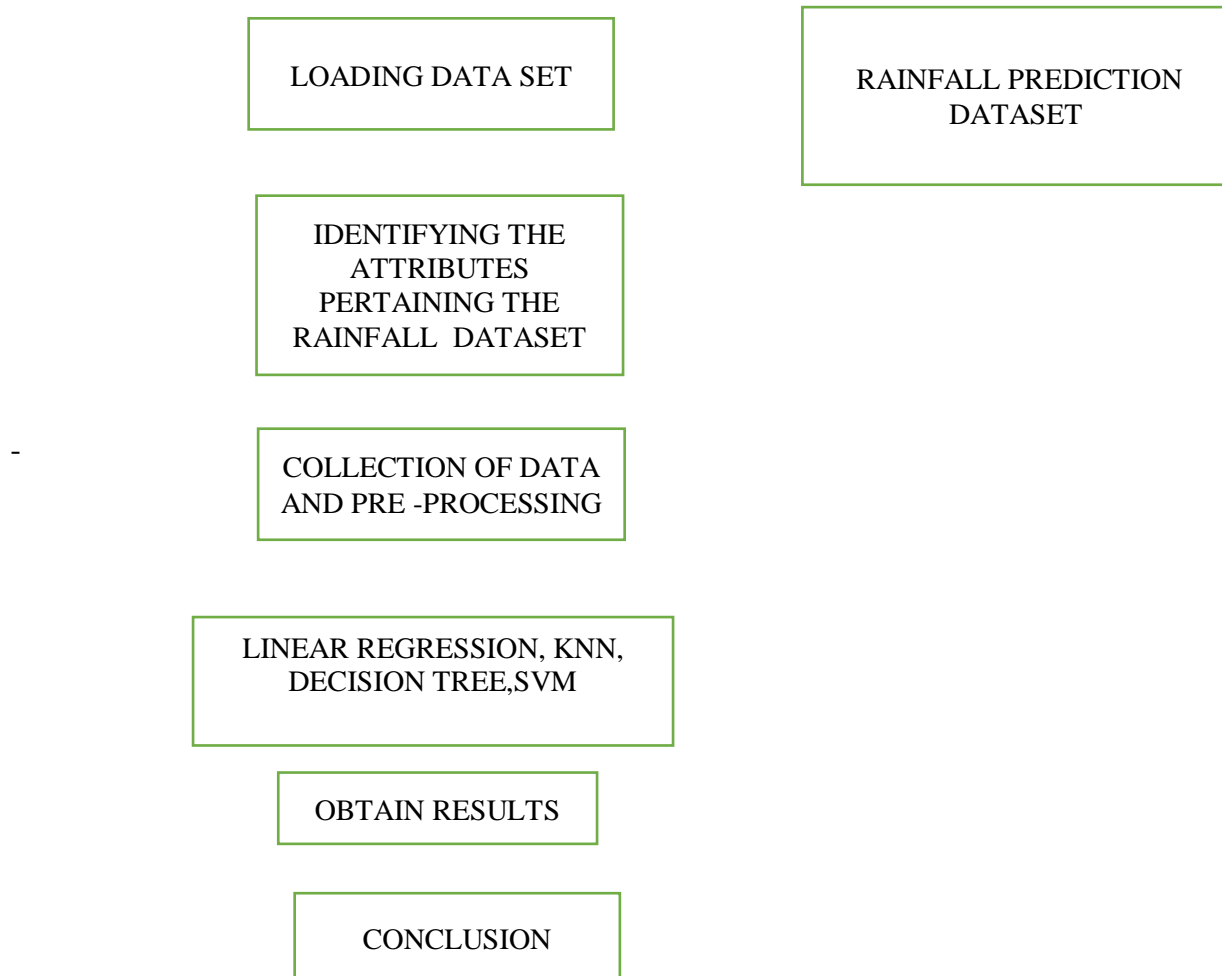 LOADING DATA SET
RAINFALL PREDICTION
DATASET
IDENTIFYING THE
ATTRIBUTES
PERTAINING THE
RAINFALL  DATASET
-
COLLECTION OF DATA
AND PRE -PROCESSING
LINEAR REGRESSION, KNN,
DECISION TREE,SVM
OBTAIN RESULTS
CONCLUSION